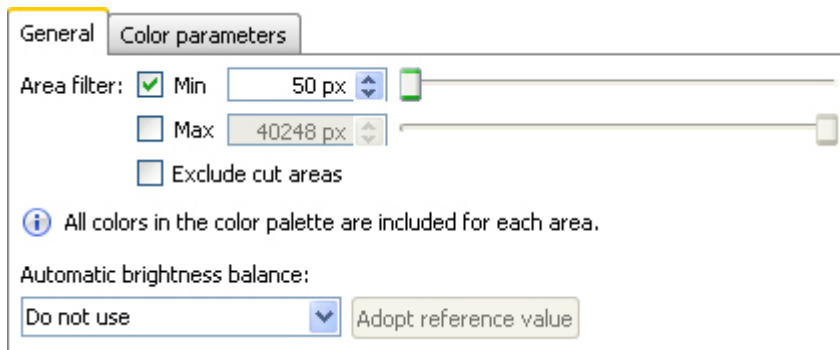 General Color parameters
Area filter: Min 50 px
Max 40248 px
Exclude cut areas
All colors in the color palette are included for each area.
Automatic brightness balance:
Do not use Adopt reference value